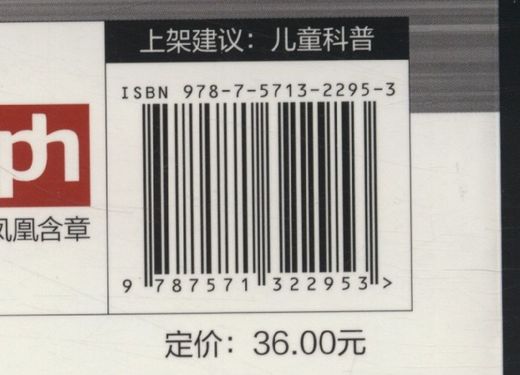 上架建议：儿童科普
ISBN 978-7-5713-2295-3
ph
凤凰含章
9 787571 322953 >
定价：36.00元